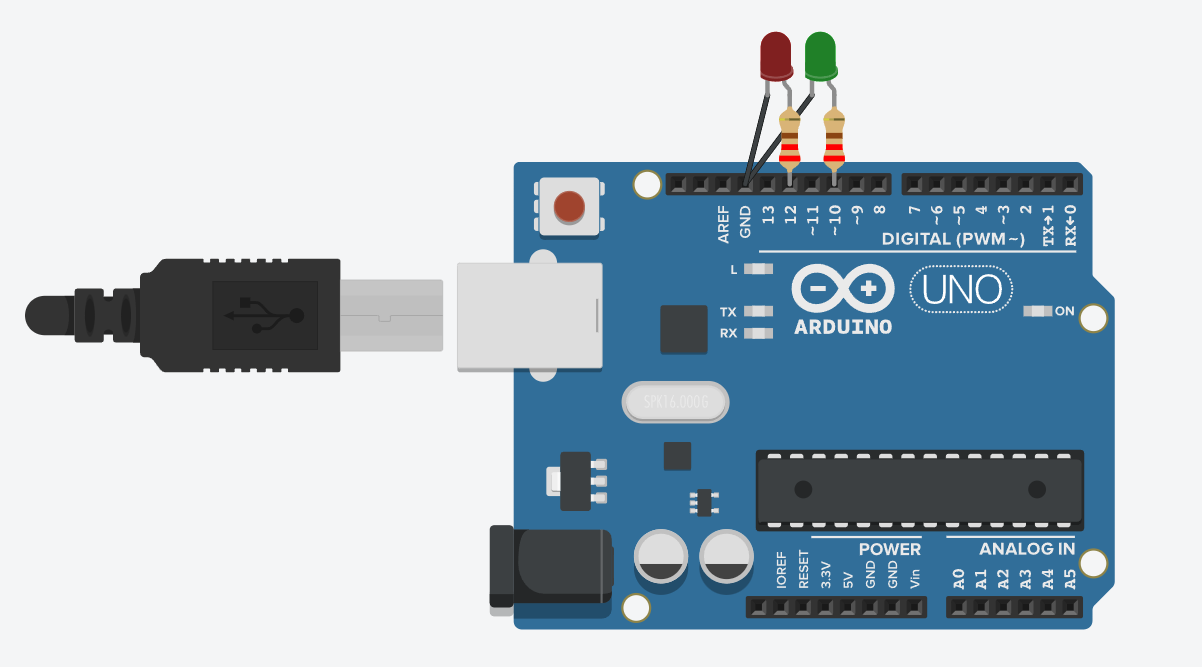 AREF
GND
13
12
~11
~10
~9
8
7
~6
~5
4
~3
2
TX→1
RX←0
DIGITAL (PWM~)
L
TX
RX
ARDUINO
UNO
ON
SPK16.000G
IOREF
RESET
3.3V
5V
GND
GND
Vin
POWER
ANALOG IN
A0
A1
A2
A3
A4
A5